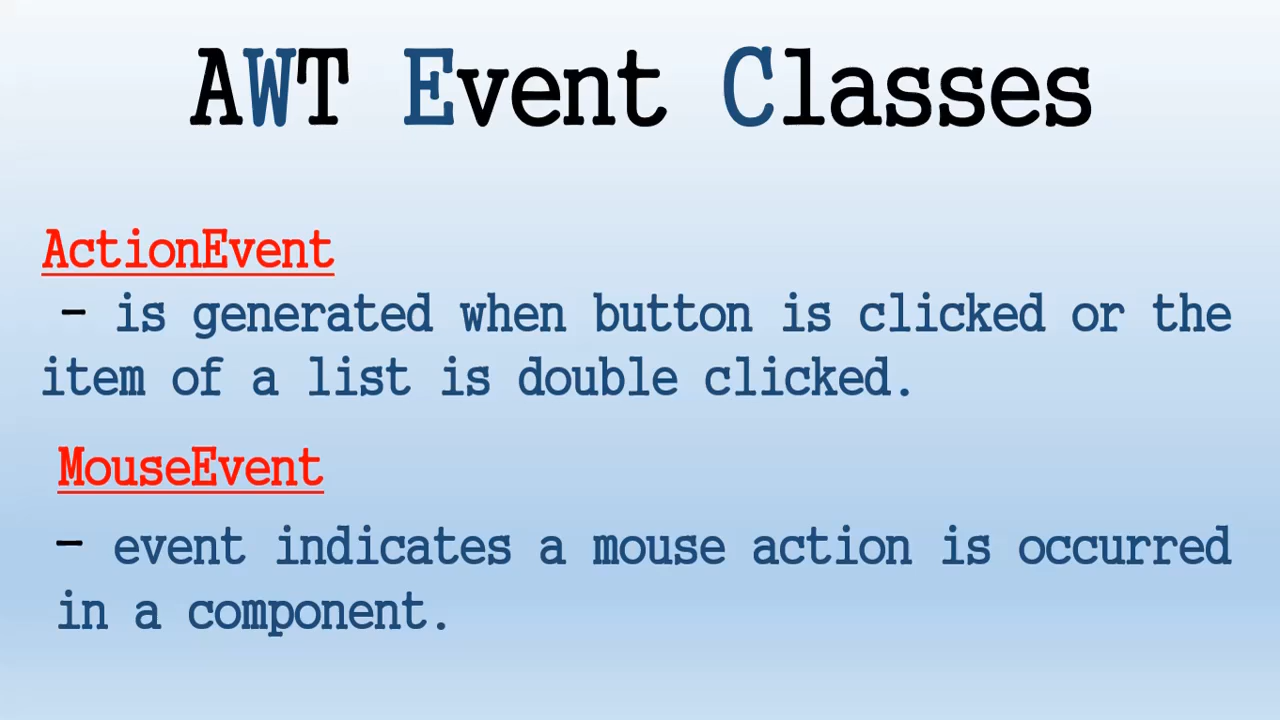 AWT Event Classes
ActionEvent
- is generated when button is clicked or the
item of a list is double clicked.
MouseEvent
- event indicates a mouse action is occurred
in a component.